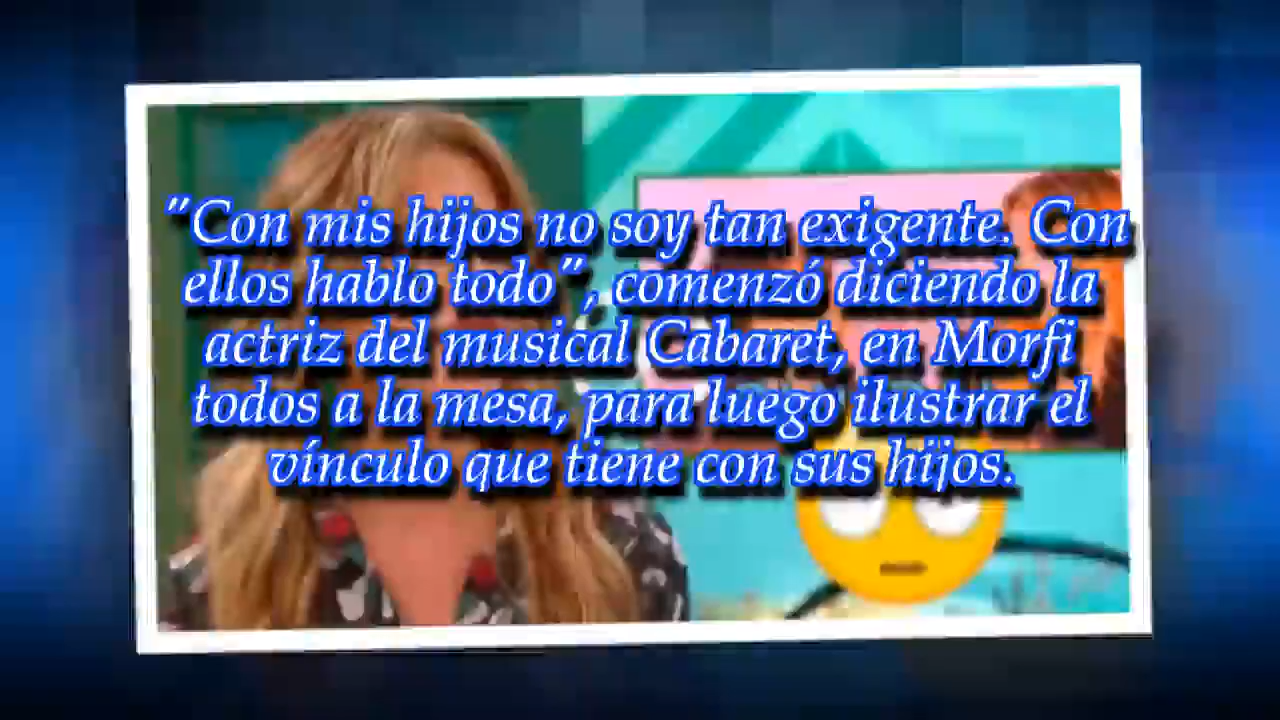 "Con mis hijos no soy tan exigente. Con
ellos hablo todo", comenzó diciendo la
actriz del musical Cabaret, en Morfi
todos a la mesa, para luego ilustrar el
vínculo que tiene con sus hijos.